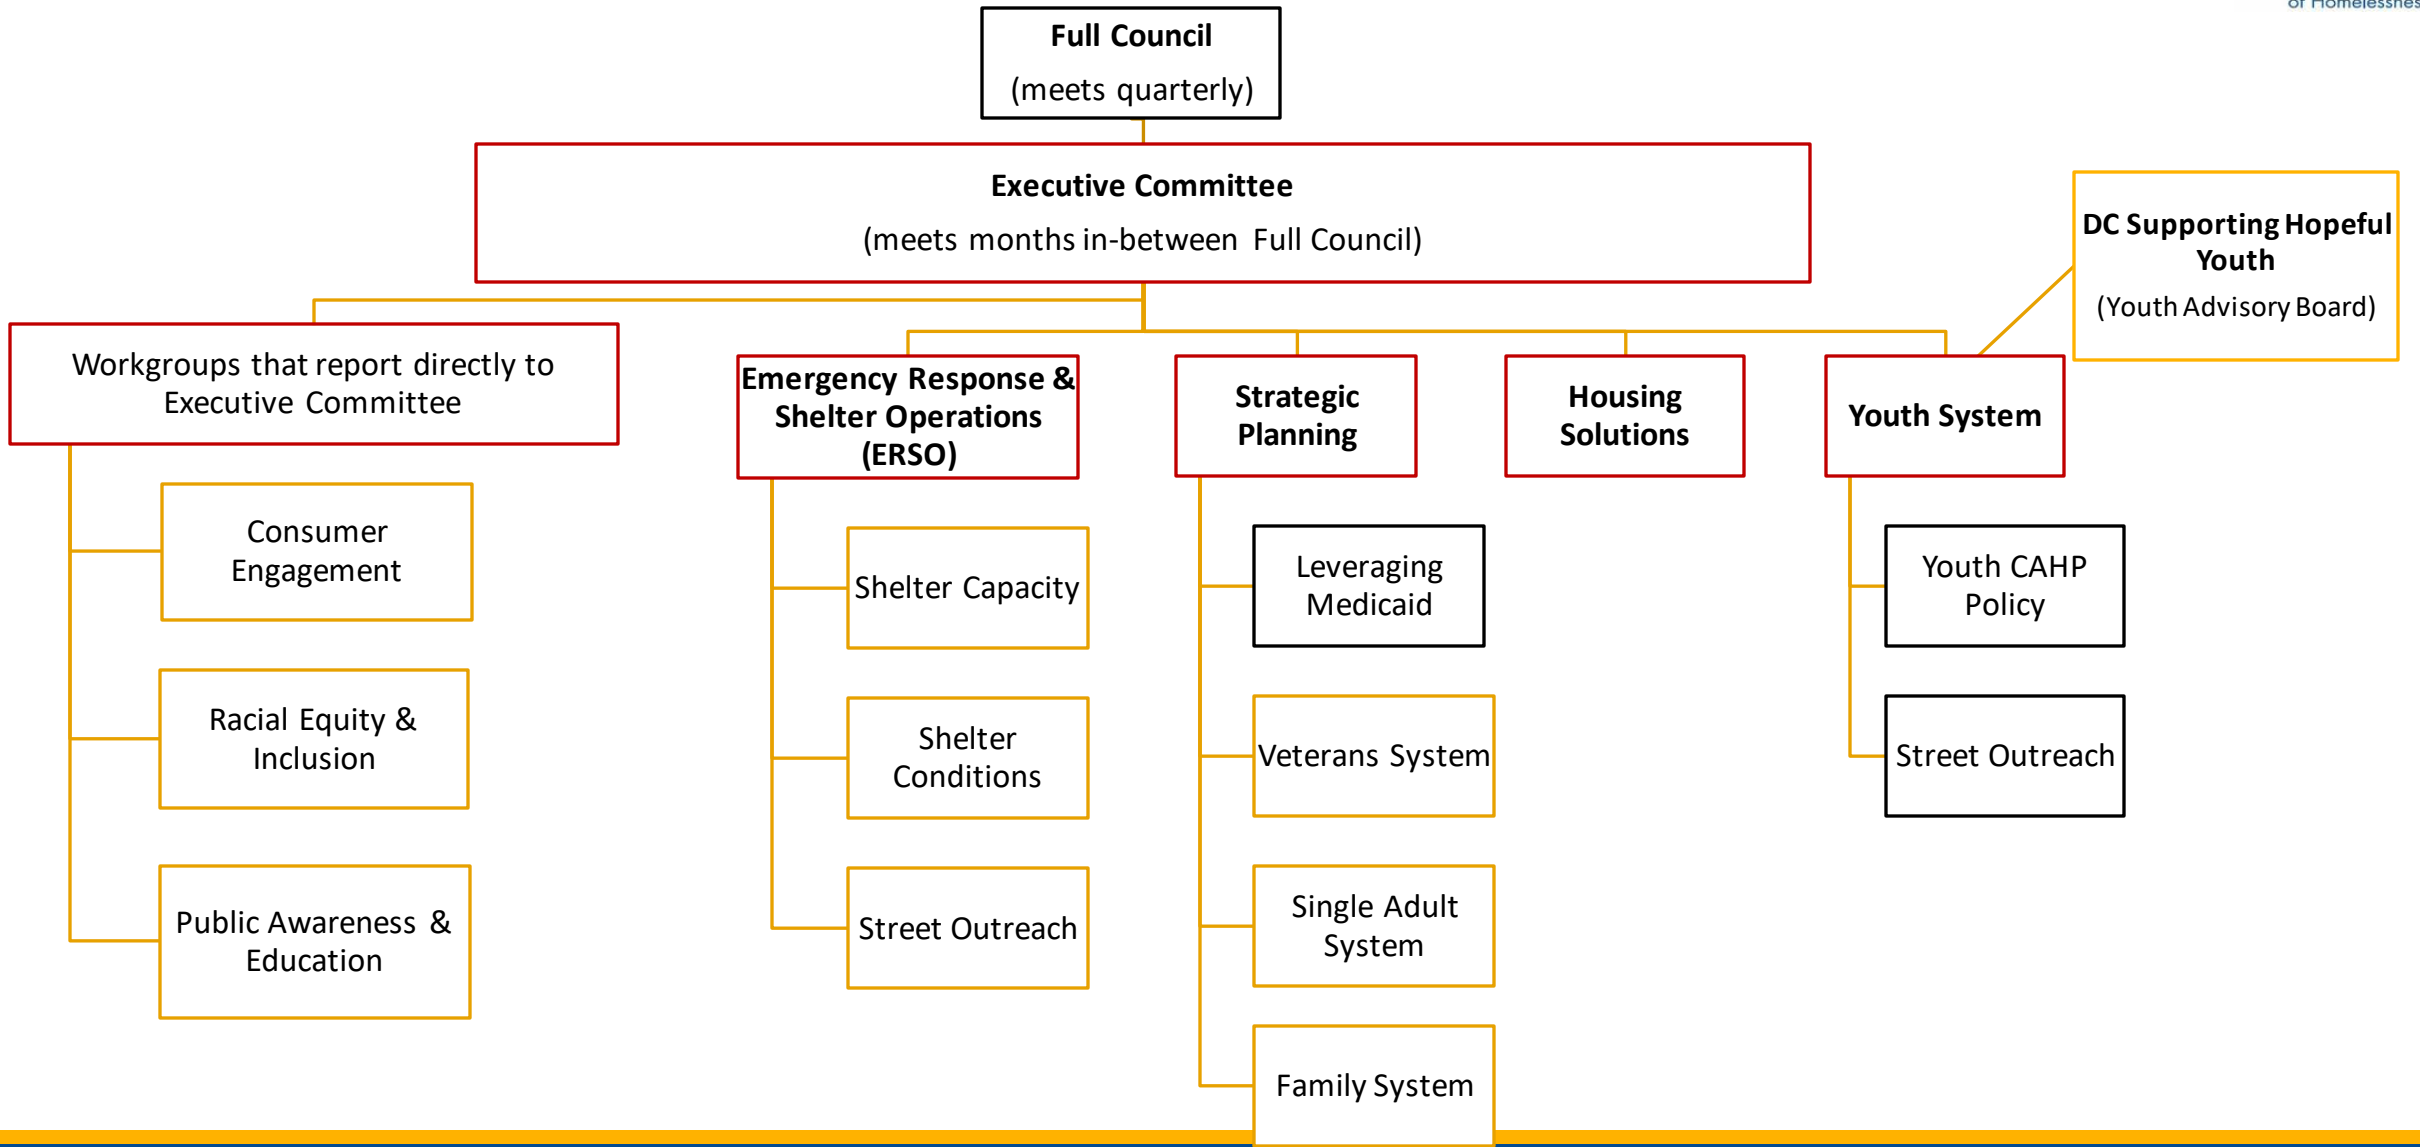 of Homelessnes
Full Council
(meets quarterly)
Executive Committee
(meets months in-between Full Council)
DC Supporting Hopeful
Youth
(Youth Advisory Board)
Workgroups that report directly to
Executive Committee
Emergency Response &
Shelter Operations
(ERSO)
Strategic
Planning
Housing
Solutions
Youth System
Consumer
Engagement
Racial Equity &
Inclusion
Public Awareness &
Education
Shelter Capacity
Shelter
Conditions
Street Outreach
Leveraging
Medicaid
Veterans System
Single Adult
System
Family System
Youth CAHP
Policy
Street Outreach